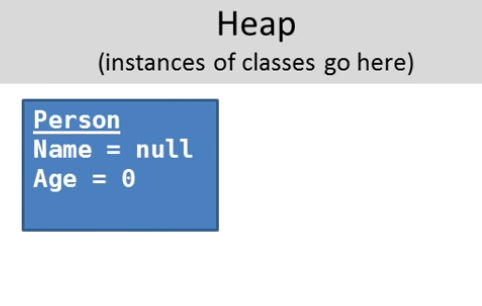 Heap
(instances of classes go here)
Person
Name = null
Age = 0